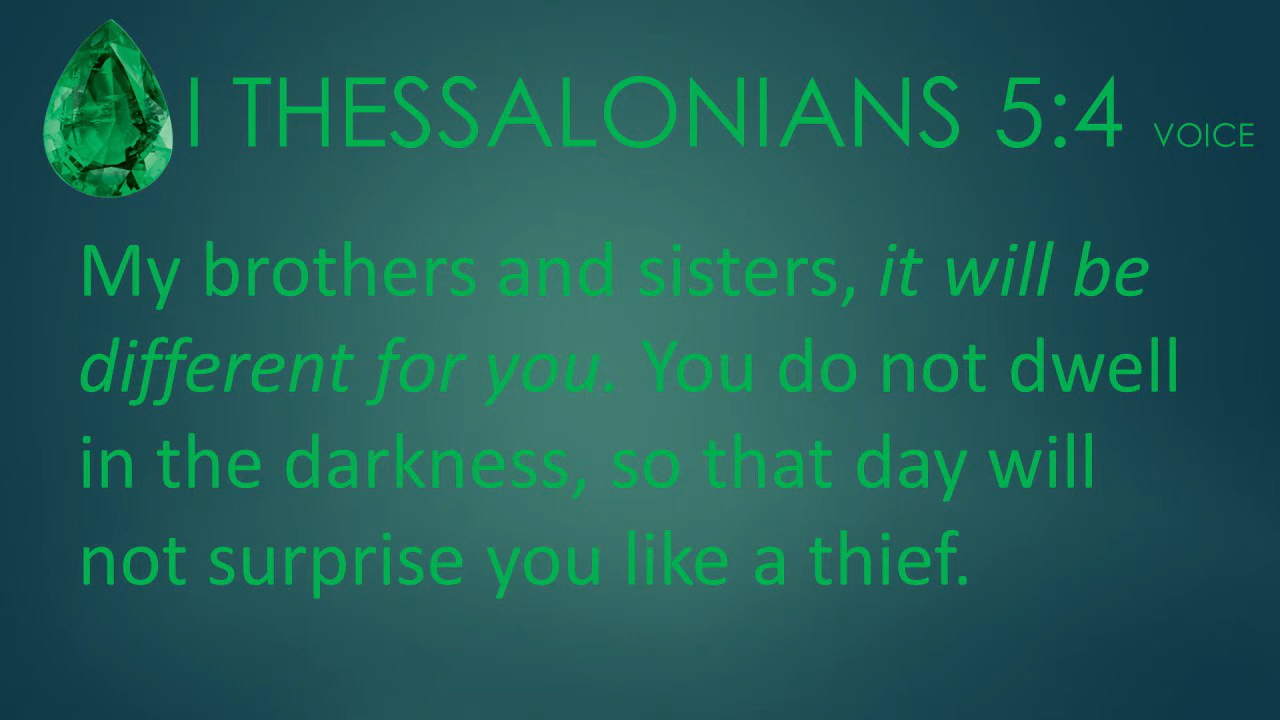 I THESSALONIANS 5:4 VOICE
My brothers and sisters, it will be
different for you. You do not dwell
in the darkness, so that day will
not surprise you like a thief.